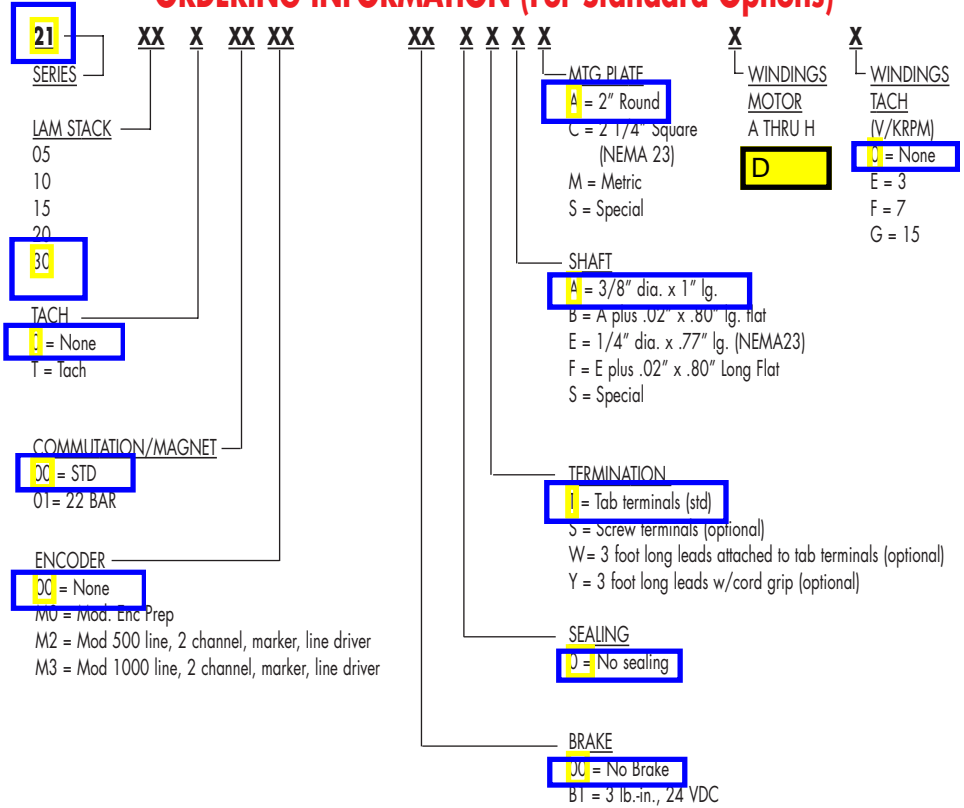 ORDERING INFORMATION (For Standard Options)
21 XX X XX XX XX X X X X X X
SERIES
LAM STACK
05
10
15
20
30
TACH
0 = None
T = Tach
COMMUTATION/MAGNET
00 = STD
01= 22 BAR
ENCODER
00 = None
M0 = Mod. Enc Prep
M2 = Mod 500 line, 2 channel, marker, line driver
M3 = Mod 1000 line, 2 channel, marker, line driver
MTG PLATE
A = 2" Round
C = 2 1/4" Square
(NEMA 23)
M = Metric
S = Special
SHAFT
A = 3/8" dia. x 1" lg.
B = A plus .02" x .80" lg. flat
E = 1/4" dia. x .77" lg. (NEMA23)
F = E plus .02" x .80" Long Flat
S = Special
TERMINATION
1 = Tab terminals (std)
S = Screw terminals (optional)
W= 3 foot long leads attached to tab terminals (optional)
Y = 3 foot long leads w/cord grip (optional)
SEALING
0 = No sealing
BRAKE
00 = No Brake
B1 = 3 lb.-in., 24 VDC
WINDINGS
MOTOR
A THRU H
D
WINDINGS
TACH
(V/KRPM)
0 = None
E = 3
F = 7
G = 15